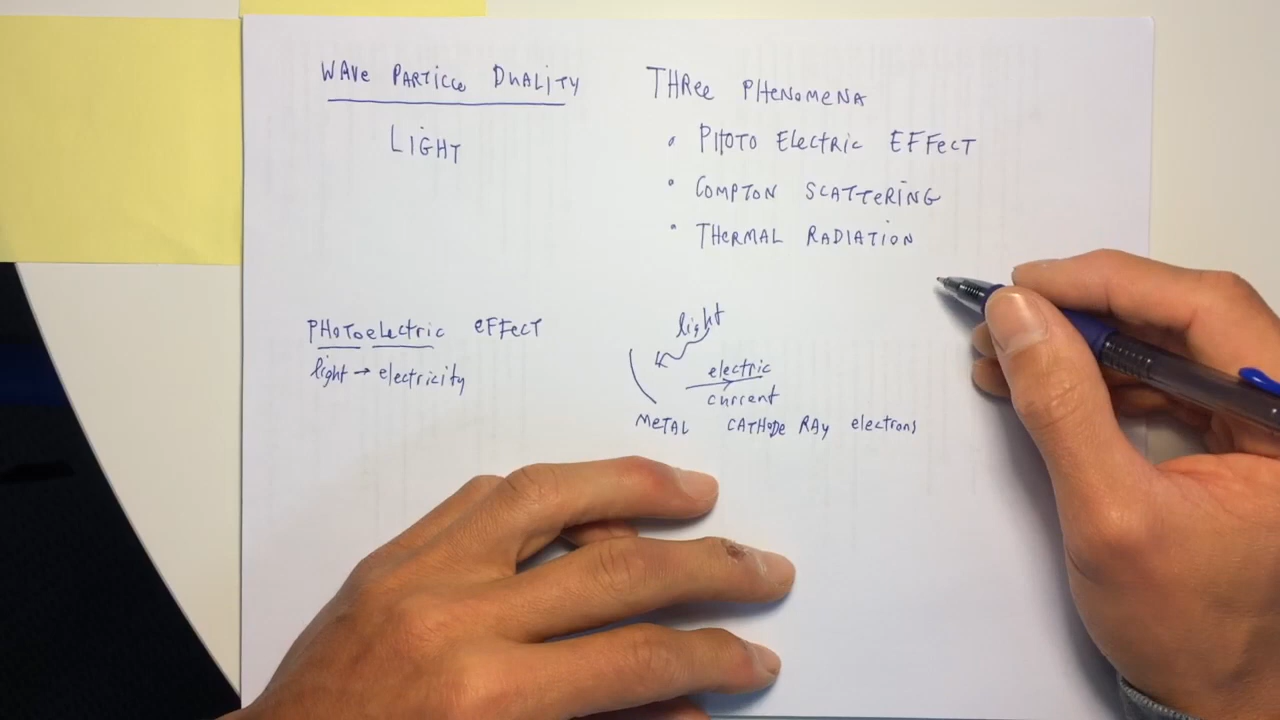 WAVE PARTICLE DUALITY
LIGHT
THREE PHENOMENA
• PHOTO ELECTRIC EFFECT
• COMPTON SCATTERING
• THERMAL RADIATION
PHOTOELECTRIC EFFECT
light → electricity
light
electric
current
METAL CATHODE RAY electrons